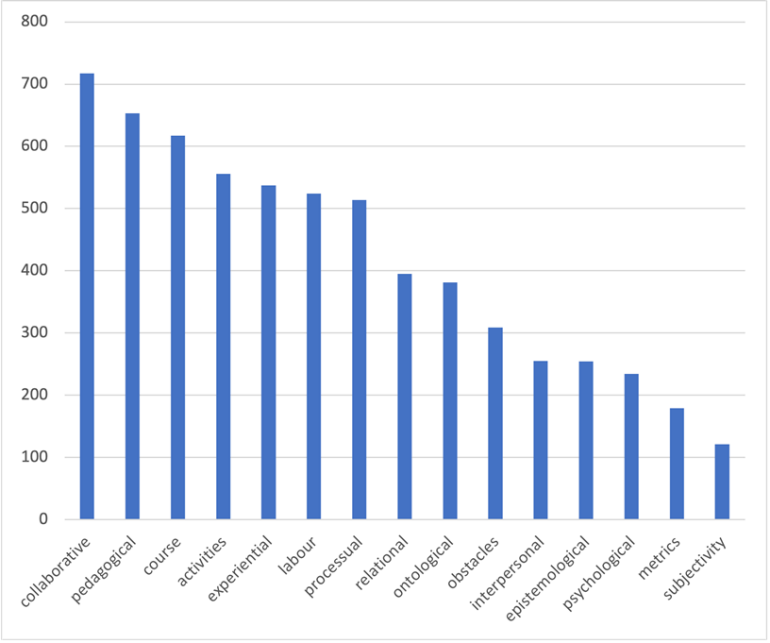 800
700
600
500
400
300
200
100
0
collaborative
pedagogical
course
activities
experiential
labour
processual
relational
ontological
obstacles
interpersonal
epistemological
psychological
metrics
subjectivity